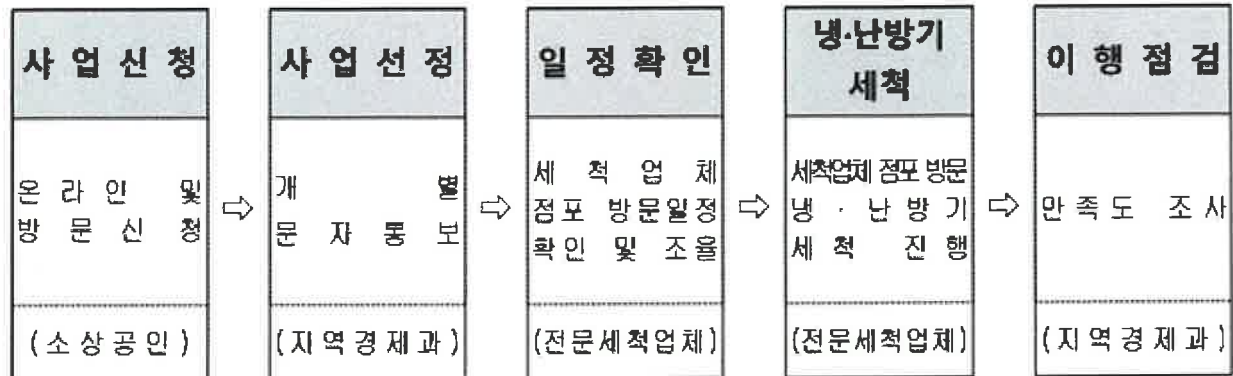 사업신청
온라인 및
방문신청
(소상공인)
⇨
사업선정
개별
문자통보
(지역경제과)
⇨
일정확인
세척업체
점포 방문일정
확인 및 조율
(전문세척업체)
⇨
냉·난방기
세척
세척업체 점포 방문
냉·난방기
세척 진행
(전문세척업체)
⇨
이행점검
만족도 조사
(지역경제과)